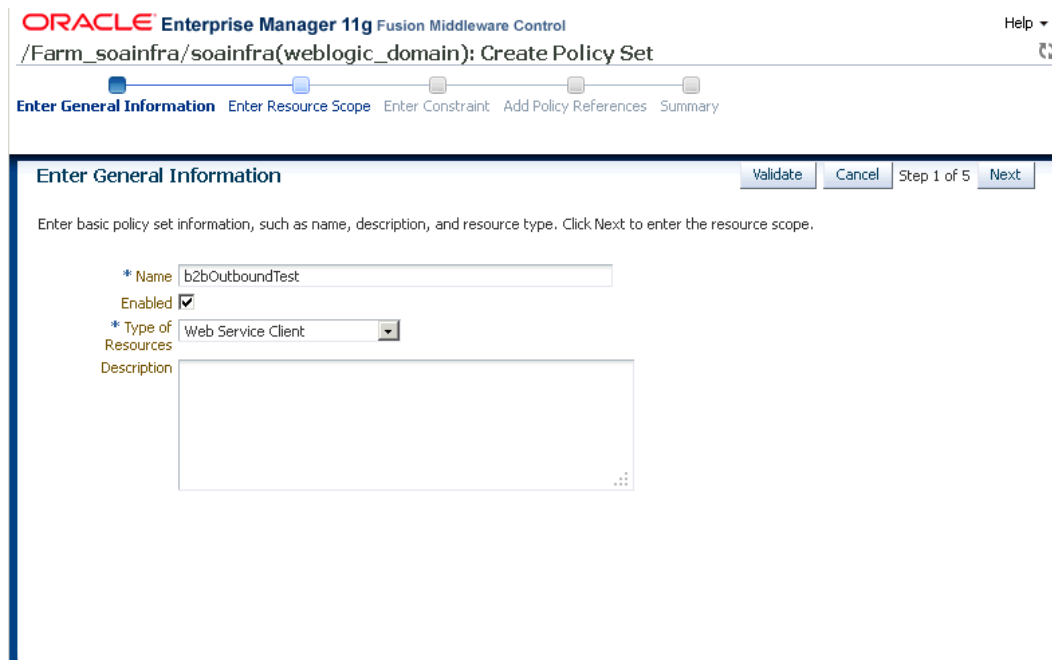 ORACLE Enterprise Manager 11g Fusion Middleware Control Help
/Farm_soainfra/soainfra(weblogic_domain): Create Policy Set
Enter General Information Enter Resource Scope Enter Constraint Add Policy References Summary
Enter General Information Validate Cancel Step 1 of 5 Next
Enter basic policy set information, such as name, description, and resource type. Click Next to enter the resource scope.
* Name b2bOutboundTest
Enabled
* Type of Resources Web Service Client
Description